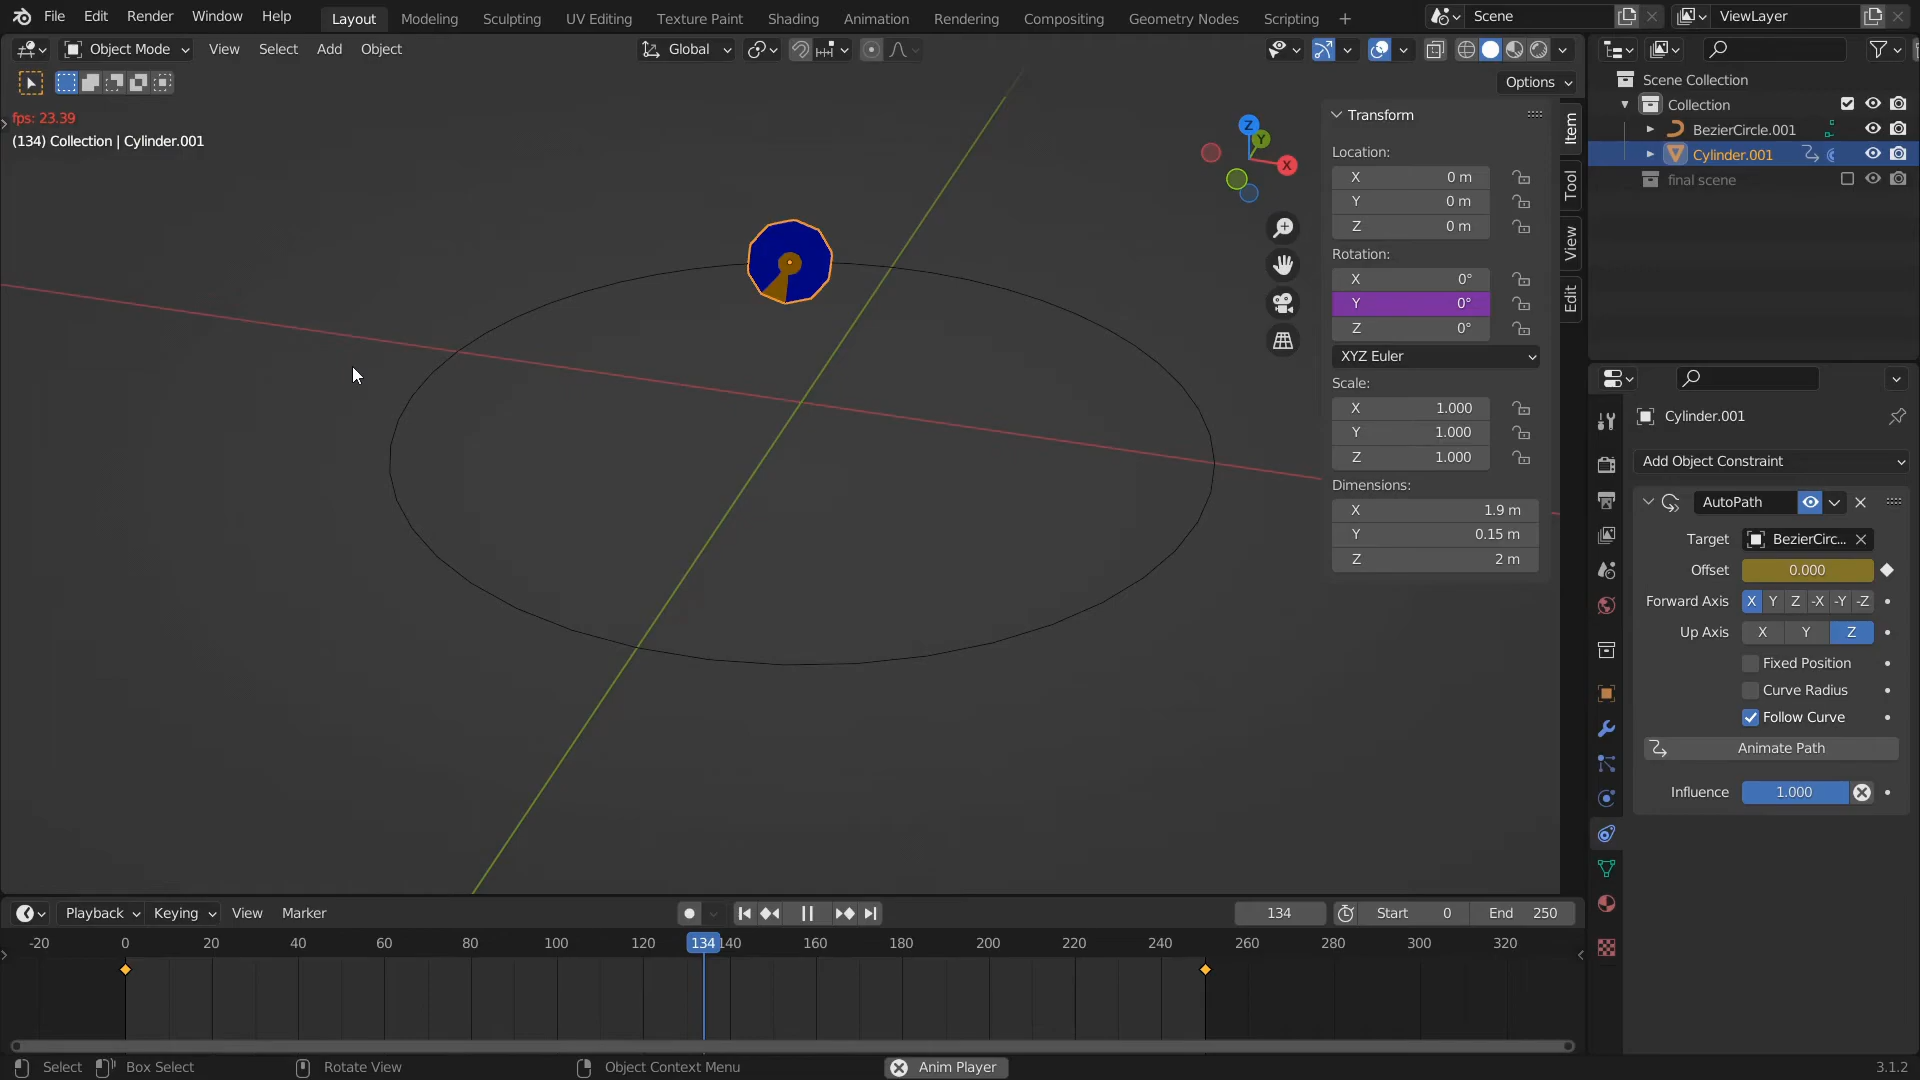 File Edit Render Window Help Layout Modeling Sculpting UV Editing Texture Paint Shading Animation Rendering Compositing Geometry Nodes Scripting + Scene ViewLayer
Object Mode View Select Add Object Global
Options
fps: 23.39
(134) Collection | Cylinder.001
Z
Y
X
Transform
Location:
X 0 m
Y 0 m
Z 0 m
Rotation:
X 0°
Y 0°
Z 0°
XYZ Euler
Scale:
X 1.000
Y 1.000
Z 1.000
Dimensions:
X 1.9 m
Y 0.15 m
Z 2 m
Item
Tool
View
Edit
Scene Collection
Collection
BezierCircle.001
Cylinder.001
final scene
Cylinder.001
Add Object Constraint
AutoPath
Target BezierCirc...
Offset 0.000
Forward Axis X Y Z -X -Y -Z
Up Axis X Y Z
Fixed Position
Curve Radius
Follow Curve
Animate Path
Influence 1.000
Playback Keying View Marker 134 Start 0 End 250
-20 0 20 40 60 80 100 120 134 140 160 180 200 220 240 260 280 300 320
Select Box Select Rotate View Object Context Menu Anim Player 3.1.2